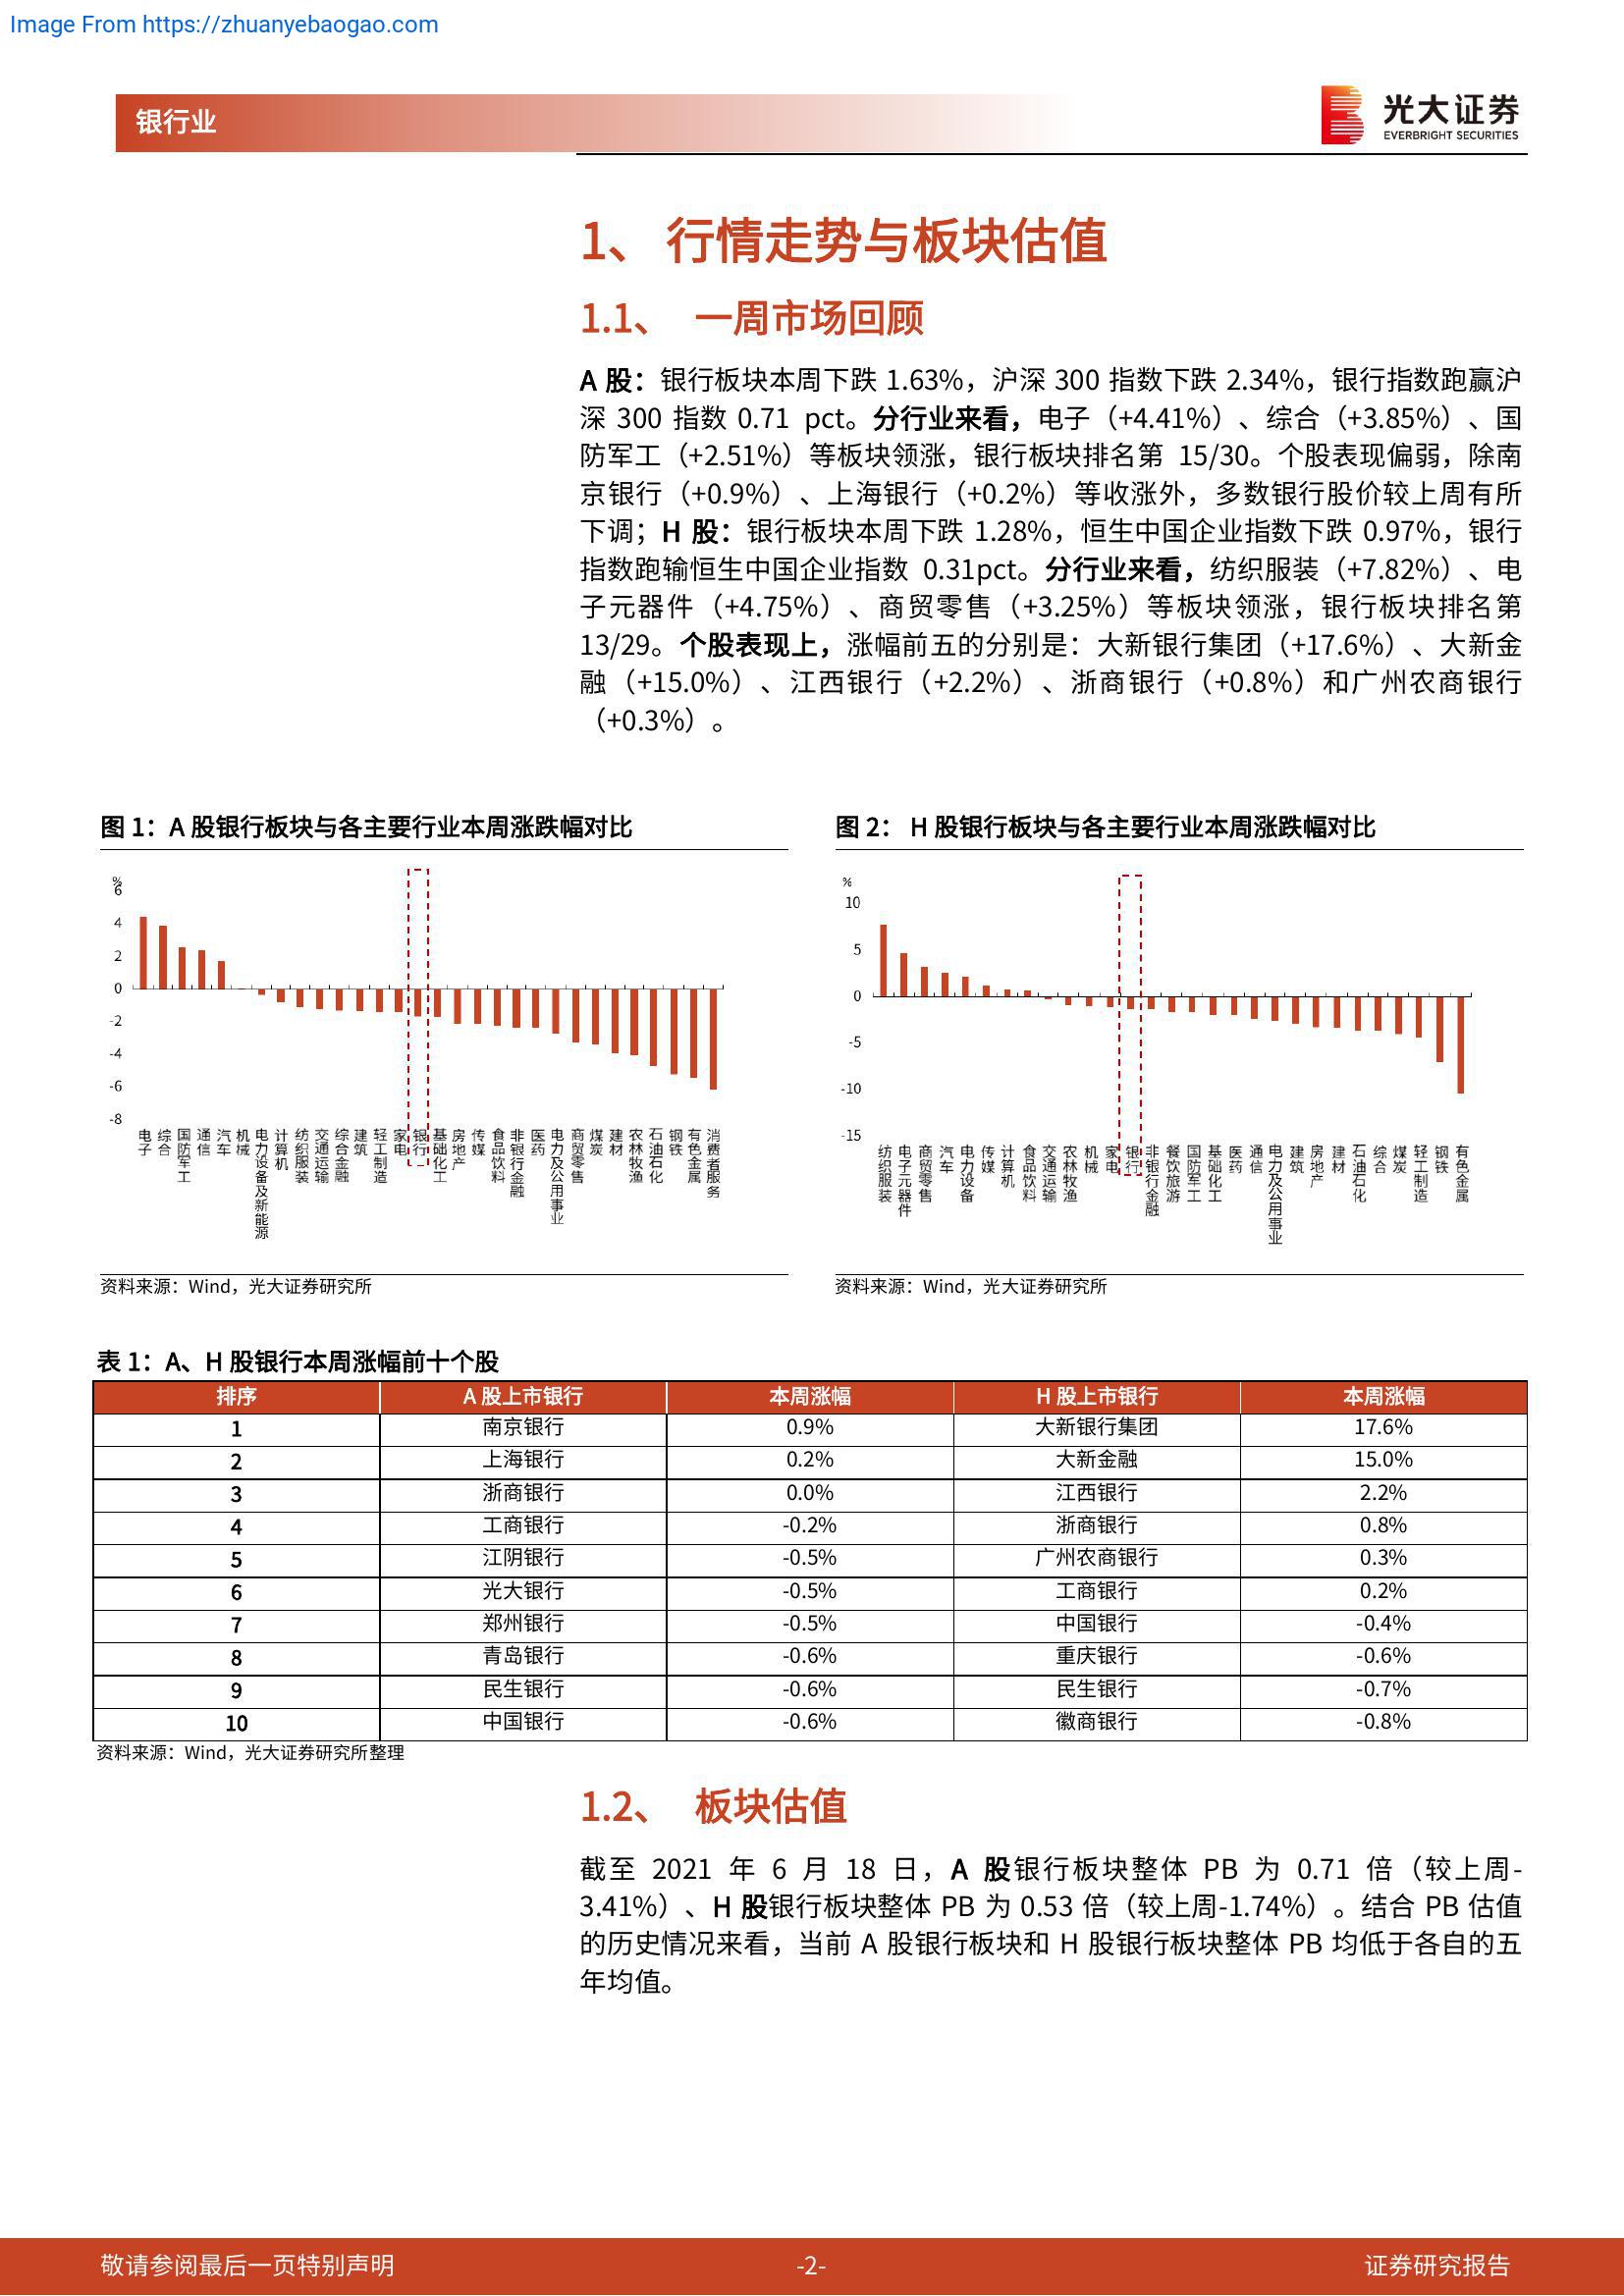 Image From https://zhuanyebaogao.com
银行业
光大证券
EVERBRIGHT SECURITIES
1、 行情走势与板块估值
1.1、 一周市场回顾
A 股：银行板块本周下跌 1.63%，沪深 300 指数下跌 2.34%，银行指数跑赢沪
深 300 指数 0.71 pct。分行业来看，电子（+4.41%）、综合（+3.85%）、国
防军工（+2.51%）等板块领涨，银行板块排名第 15/30。个股表现偏弱，除南
京银行（+0.9%）、上海银行（+0.2%）等收涨外，多数银行股价较上周有所
下调；H 股：银行板块本周下跌 1.28%，恒生中国企业指数下跌 0.97%，银行
指数跑输恒生中国企业指数 0.31pct。分行业来看，纺织服装（+7.82%）、电
子元器件（+4.75%）、商贸零售（+3.25%）等板块领涨，银行板块排名第
13/29。个股表现上，涨幅前五的分别是：大新银行集团（+17.6%）、大新金
融（+15.0%）、江西银行（+2.2%）、浙商银行（+0.8%）和广州农商银行
（+0.3%）。
图 1：A 股银行板块与各主要行业本周涨跌幅对比
%
6
4
2
0
-2
-4
-6
-8
电子 综合 国防军工 通信 汽车 机械 电力设备及新能源 计算机 纺织服装 交通运输 综合金融 建筑 轻工制造 家电 银行 基础化工 房地产 传媒 食品饮料 非银行金融 医药 电力及公用事业 商贸零售 煤炭 建材 农林牧渔 石油石化 钢铁 有色金属 消费者服务
资料来源：Wind，光大证券研究所
图 2： H 股银行板块与各主要行业本周涨跌幅对比
%
10
5
0
-5
-10
-15
纺织服装 电子元器件 商贸零售 汽车 电力设备 传媒 计算机 食品饮料 交通运输 农林牧渔 机械 家电 银行 非银行金融 餐饮旅游 国防军工 基础化工 医药 通信 电力及公用事业 建筑 房地产 建材 石油石化 综合 煤炭 轻工制造 钢铁 有色金属
资料来源：Wind，光大证券研究所
表 1：A、H 股银行本周涨幅前十个股
排序 A 股上市银行 本周涨幅 H 股上市银行 本周涨幅
1 南京银行 0.9% 大新银行集团 17.6%
2 上海银行 0.2% 大新金融 15.0%
3 浙商银行 0.0% 江西银行 2.2%
4 工商银行 -0.2% 浙商银行 0.8%
5 江阴银行 -0.5% 广州农商银行 0.3%
6 光大银行 -0.5% 工商银行 0.2%
7 郑州银行 -0.5% 中国银行 -0.4%
8 青岛银行 -0.6% 重庆银行 -0.6%
9 民生银行 -0.6% 民生银行 -0.7%
10 中国银行 -0.6% 徽商银行 -0.8%
资料来源：Wind，光大证券研究所整理
1.2、 板块估值
截至 2021 年 6 月 18 日，A 股银行板块整体 PB 为 0.71 倍（较上周-
3.41%）、H 股银行板块整体 PB 为 0.53 倍（较上周-1.74%）。结合 PB 估值
的历史情况来看，当前 A 股银行板块和 H 股银行板块整体 PB 均低于各自的五
年均值。
敬请参阅最后一页特别声明
-2-
证券研究报告